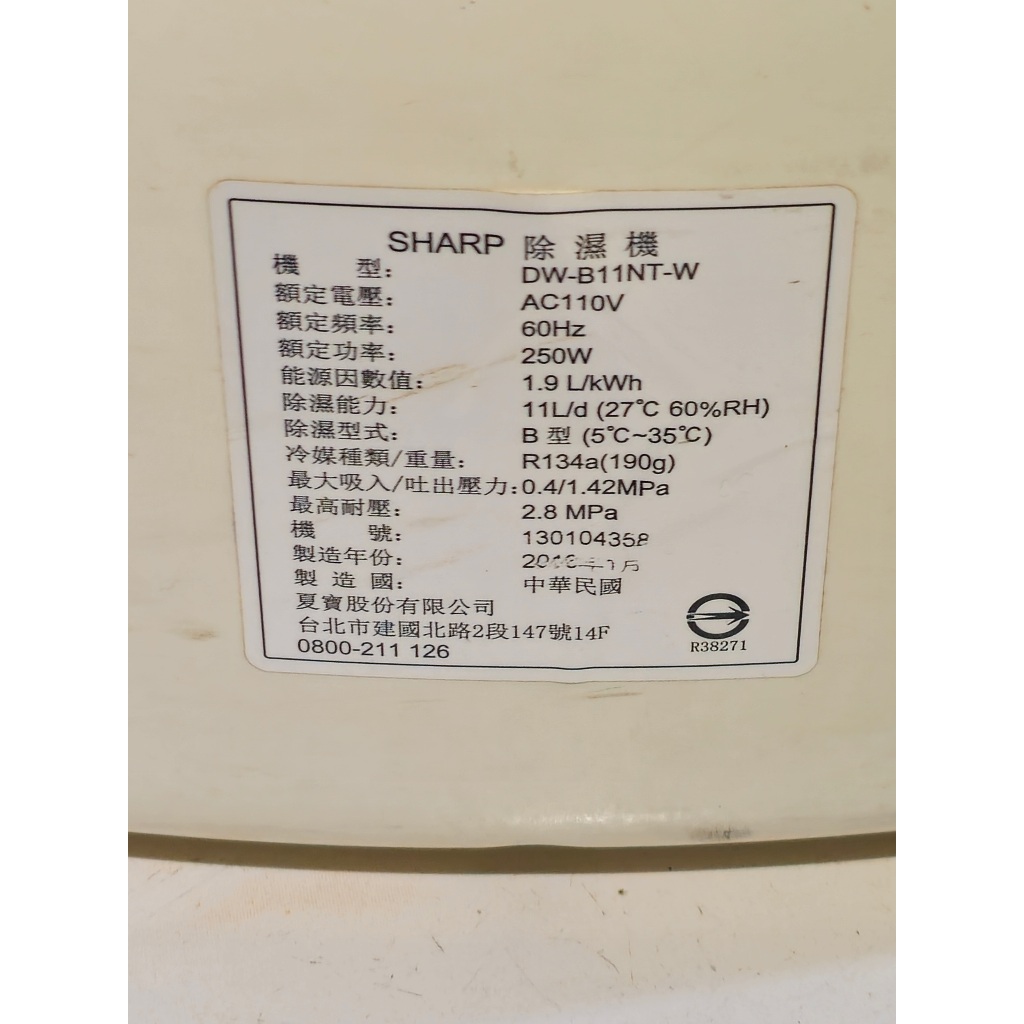 SHARP 除濕機
機型: DW-B11NT-W
額定電壓: AC110V
額定頻率: 60Hz
額定功率: 250W
能源因數值: 1.9 L/kWh
除濕能力: 11L/d (27℃ 60%RH)
除濕型式: B 型 (5℃~35℃)
冷媒種類/重量: R134a(190g)
最大吸入/吐出壓力: 0.4/1.42MPa
最高耐壓: 2.8 MPa
機號: 130104358
製造年份:
製造國: 中華民國
夏寶股份有限公司
台北市建國北路2段147號14F
0800-211 126
R38271